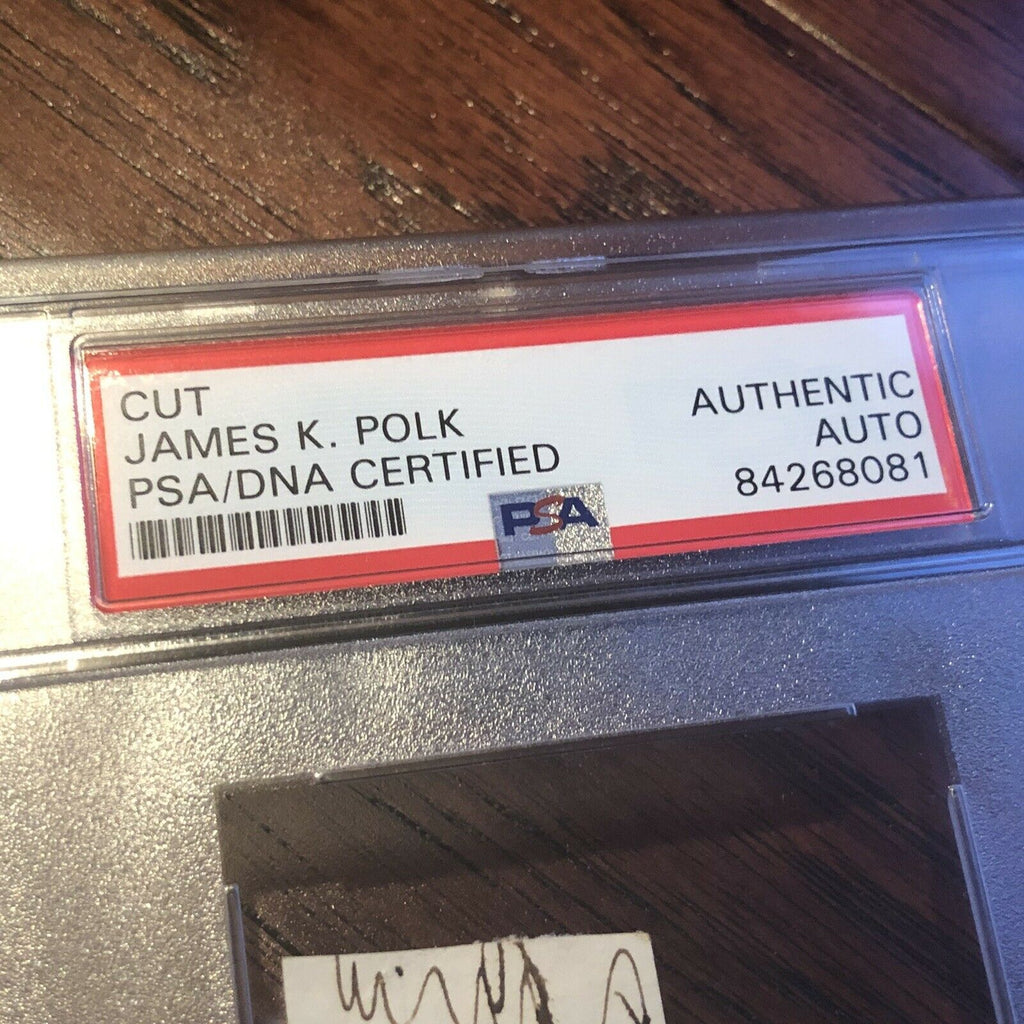 CUT
JAMES K. POLK
PSA/DNA CERTIFIED
AUTHENTIC
AUTO
84268081
PSA